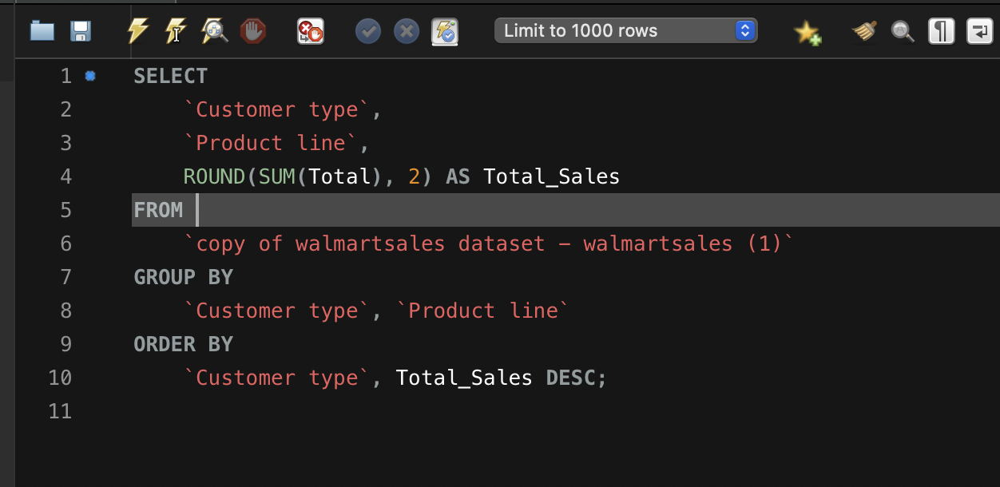 Limit to 1000 rows
1 SELECT
2 `Customer type`,
3 `Product line`,
4 ROUND(SUM(Total), 2) AS Total_Sales
5 FROM
6 `copy of walmartsales dataset - walmartsales (1)`
7 GROUP BY
8 `Customer type`, `Product line`
9 ORDER BY
10 `Customer type`, Total_Sales DESC;
11